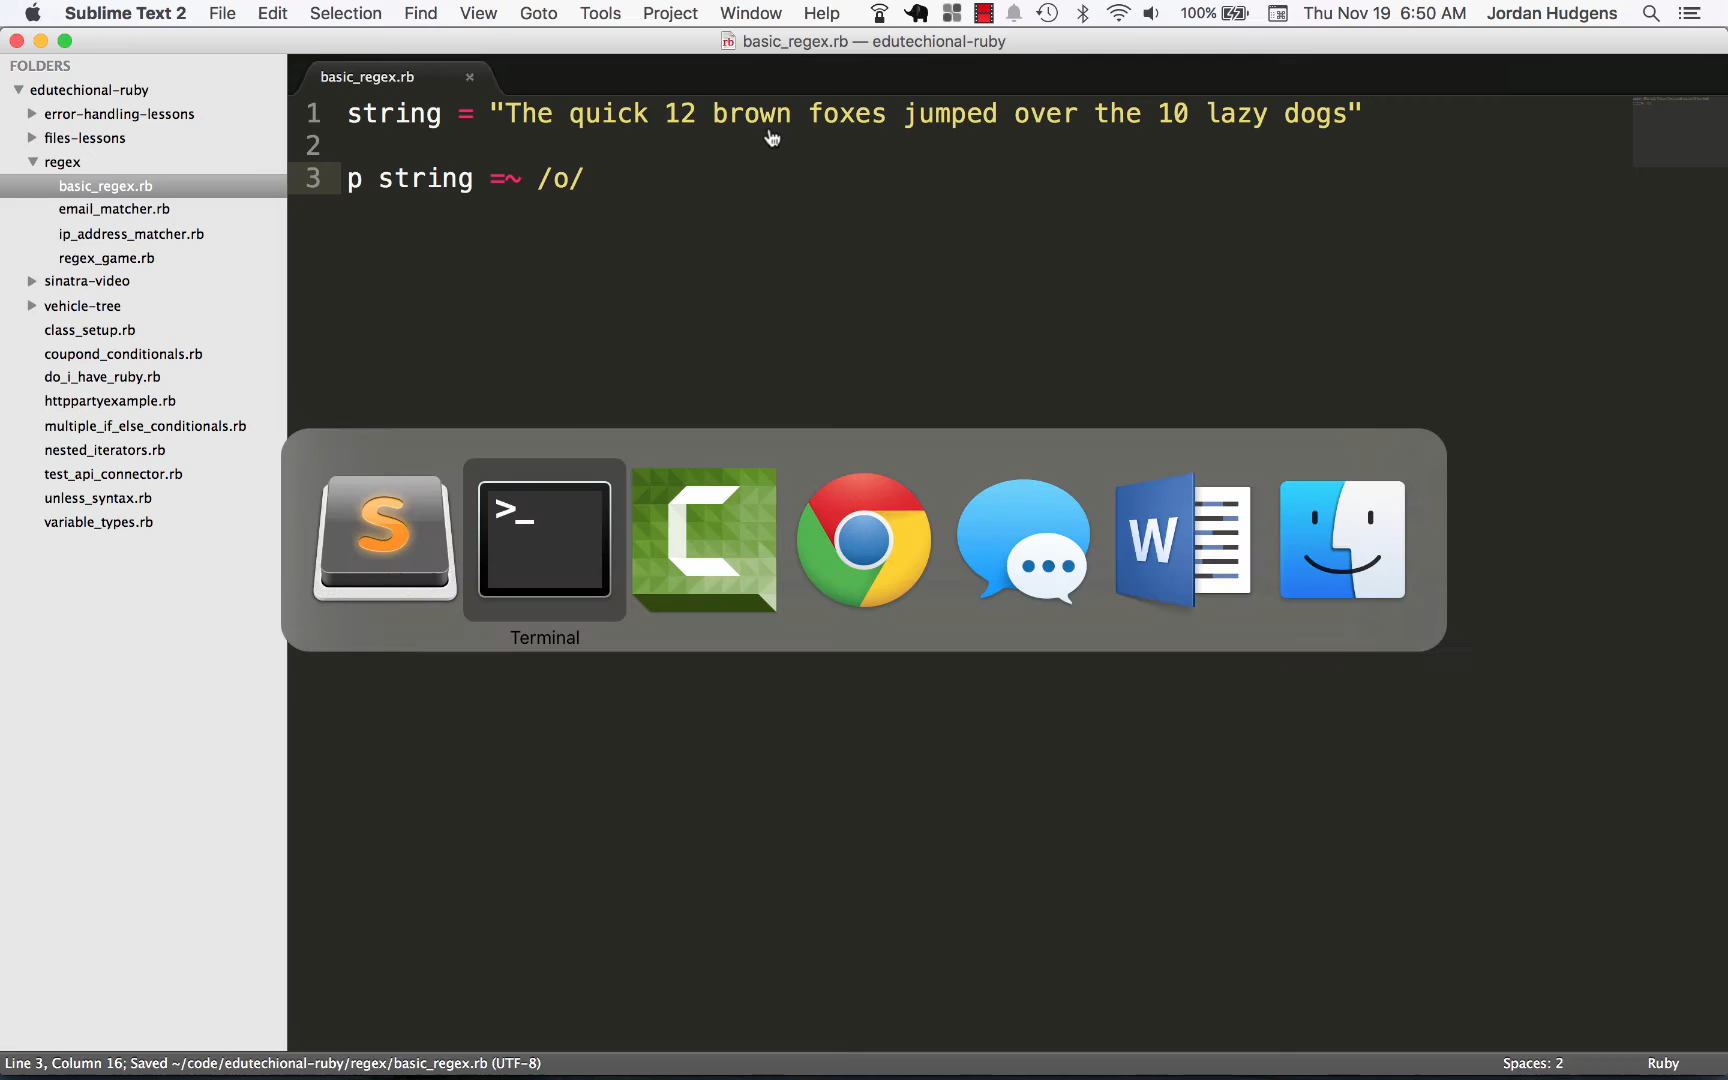 Sublime Text 2 File Edit Selection Find View Goto Tools Project Window Help 100% Thu Nov 19 6:50 AM Jordan Hudgens
basic_regex.rb — edutechional-ruby
FOLDERS
edutechional-ruby
error-handling-lessons
files-lessons
regex
basic_regex.rb
email_matcher.rb
ip_address_matcher.rb
regex_game.rb
sinatra-video
vehicle-tree
class_setup.rb
coupond_conditionals.rb
do_i_have_ruby.rb
httppartyexample.rb
multiple_if_else_conditionals.rb
nested_iterators.rb
test_api_connector.rb
unless_syntax.rb
variable_types.rb
basic_regex.rb ×
1 string = "The quick 12 brown foxes jumped over the 10 lazy dogs"
2
3 p string =~ /o/
S >_ C W
Terminal
Line 3, Column 16; Saved ~/code/edutechional-ruby/regex/basic_regex.rb (UTF-8) Spaces: 2 Ruby